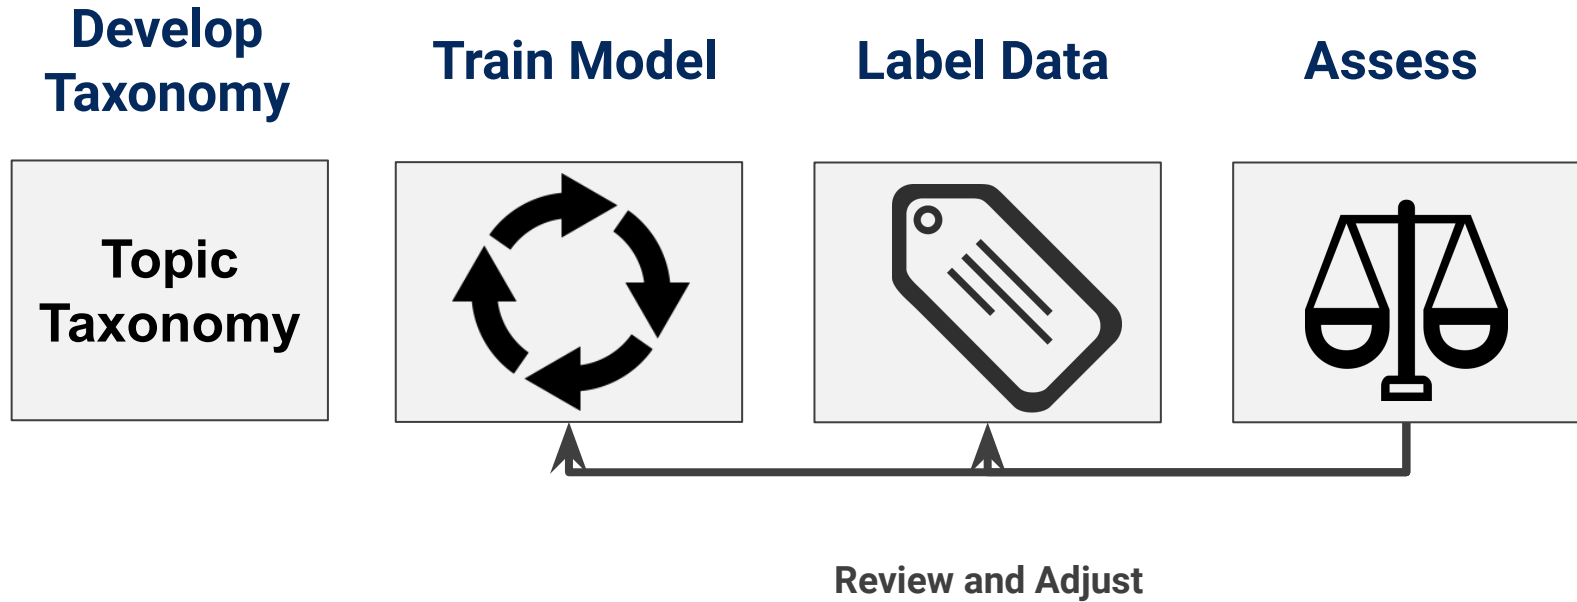 Develop
Taxonomy
Train Model
Label Data
Assess
Topic
Taxonomy
Review and Adjust